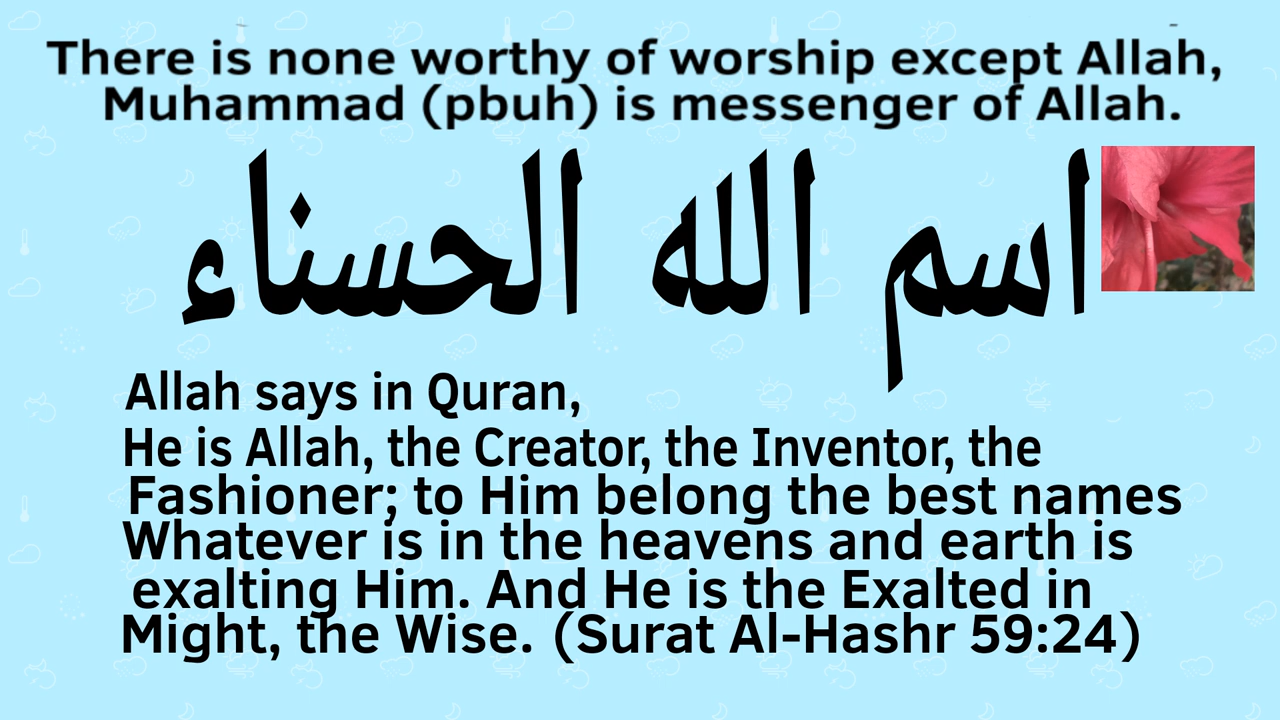 There is none worthy of worship except Allah,
Muhammad (pbuh) is messenger of Allah.
اسم الله الحسناء
Allah says in Quran,
He is Allah, the Creator, the Inventor, the
Fashioner; to Him belong the best names
Whatever is in the heavens and earth is
exalting Him. And He is the Exalted in
Might, the Wise. (Surat Al-Hashr 59:24)